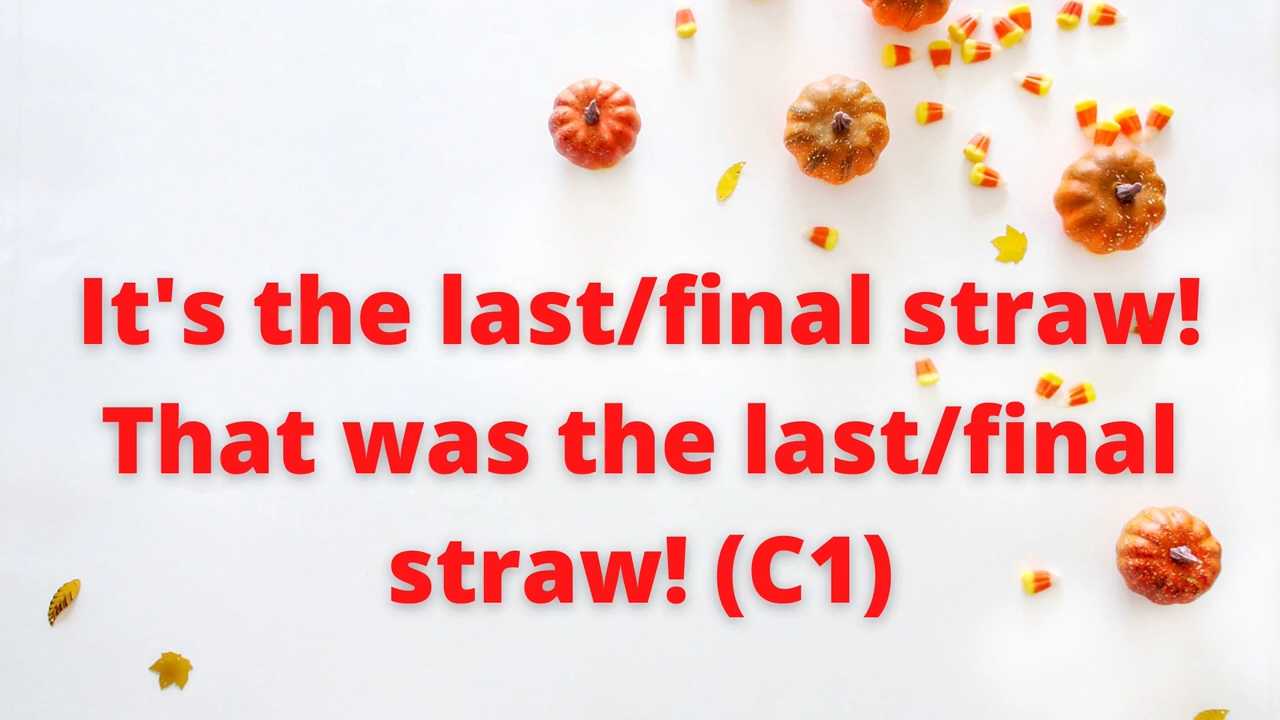 It's the last/final straw!
That was the last/final
straw! (C1)